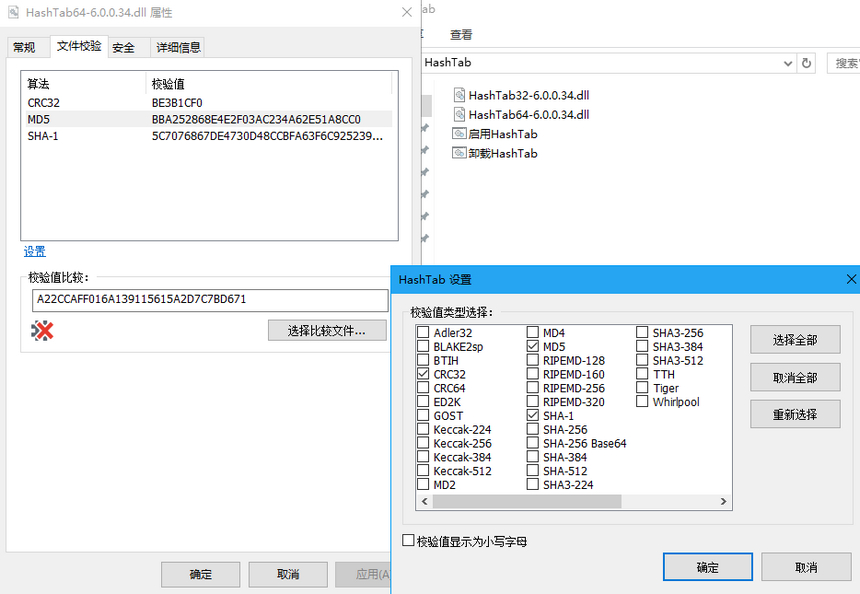 HashTab64-6.0.0.34.dll 属性
常规
文件校验
安全
详细信息
算法 校验值
CRC32 BE3B1CF0
MD5 BBA252868E4E2F03AC234A62E51A8CC0
SHA-1 5C7076867DE4730D48CCBFA63F6C925239...
设置
校验值比较:
A22CCAFF016A139115615A2D7C7BD671
选择比较文件...
确定
取消
应用(A
ab
查看
HashTab
搜索"
HashTab32-6.0.0.34.dll
HashTab64-6.0.0.34.dll
启用HashTab
卸载HashTab
HashTab 设置
校验值类型选择:
Adler32
BLAKE2sp
BTIH
CRC32
CRC64
ED2K
GOST
Keccak-224
Keccak-256
Keccak-384
Keccak-512
MD2
MD4
MD5
RIPEMD-128
RIPEMD-160
RIPEMD-256
RIPEMD-320
SHA-1
SHA-256
SHA-256 Base64
SHA-384
SHA-512
SHA3-224
SHA3-256
SHA3-384
SHA3-512
TTH
Tiger
Whirlpool
选择全部
取消全部
重新选择
校验值显示为小写字母
确定
取消